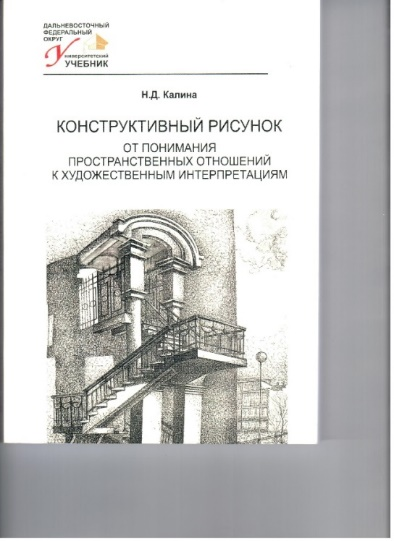 ДАЛЬНЕВОСТОЧНЫЙ
ФЕДЕРАЛЬНЫЙ
ОКРУГ
Университетский
УЧЕБНИК
Н.Д. Калина
КОНСТРУКТИВНЫЙ РИСУНОК
ОТ ПОНИМАНИЯ
ПРОСТРАНСТВЕННЫХ ОТНОШЕНИЙ
К ХУДОЖЕСТВЕННЫМ ИНТЕРПРЕТАЦИЯМ